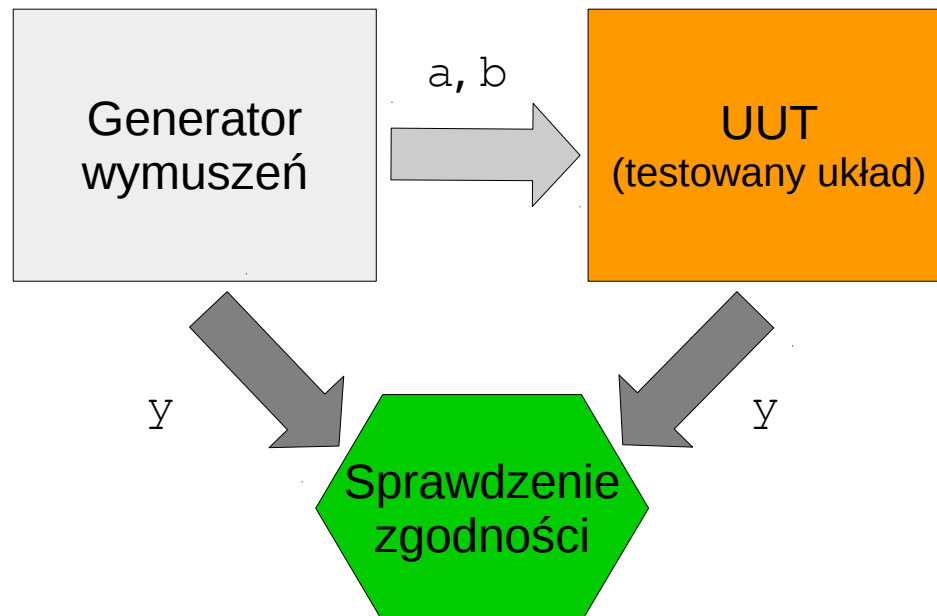 Generator
wymuszeń
a, b
UUT
(testowany układ)
y
y
Sprawdzenie
zgodności